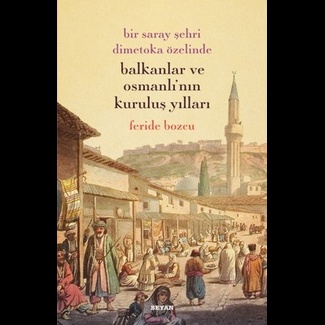 bir saray şehri
dimetoka özelinde
balkanlar ve
osmanlı'nın
kuruluş yılları
feride bozcu
BEYAN